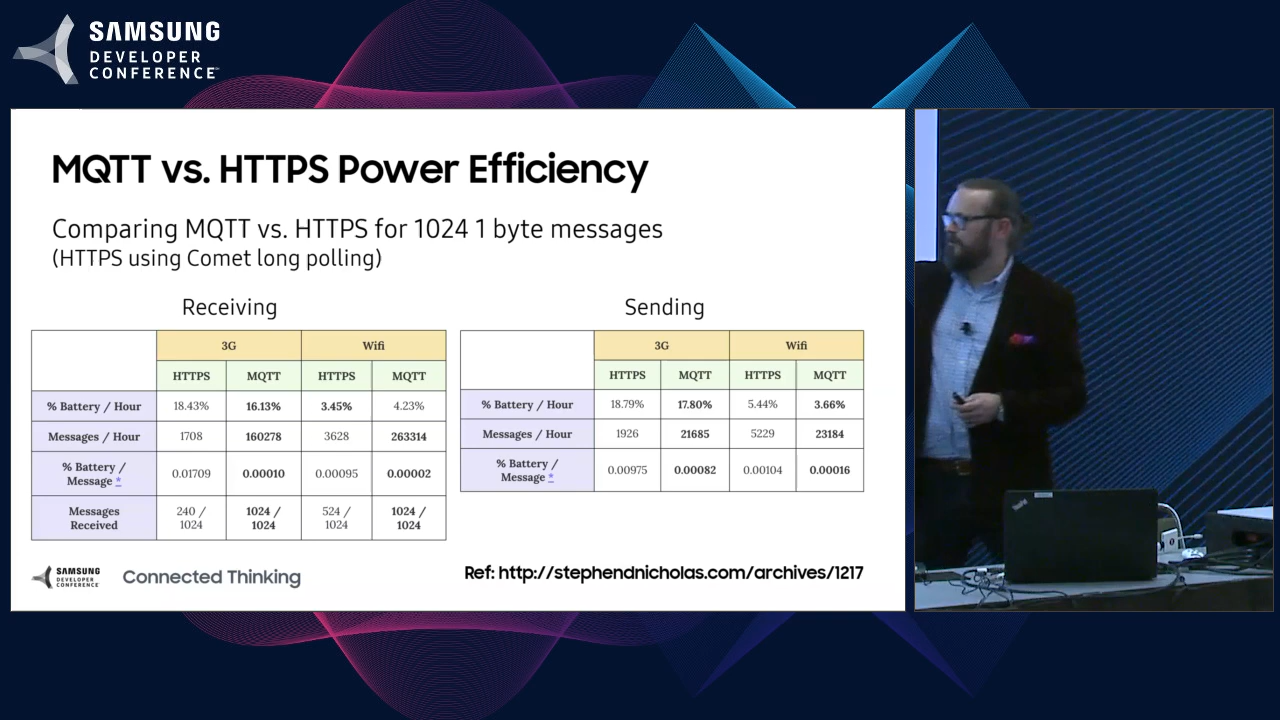 SAMSUNG
DEVELOPER
CONFERENCE
MQTT vs. HTTPS Power Efficiency
Comparing MQTT vs. HTTPS for 1024 1 byte messages
(HTTPS using Comet long polling)
Receiving
3G Wifi
HTTPS MQTT HTTPS MQTT
% Battery / Hour 18.43% 16.13% 3.45% 4.23%
Messages / Hour 1708 160278 3628 263314
% Battery /
Message * 0.01709 0.00010 0.00095 0.00002
Messages
Received 240 /
1024 1024 /
1024 524 /
1024 1024 /
1024
Sending
3G Wifi
HTTPS MQTT HTTPS MQTT
% Battery / Hour 18.79% 17.80% 5.44% 3.66%
Messages / Hour 1926 21685 5229 23184
% Battery /
Message * 0.00975 0.00082 0.00104 0.00016
SAMSUNG
DEVELOPER
CONFERENCE
Connected Thinking
Ref: http://stephendnicholas.com/archives/1217
ThinkPad